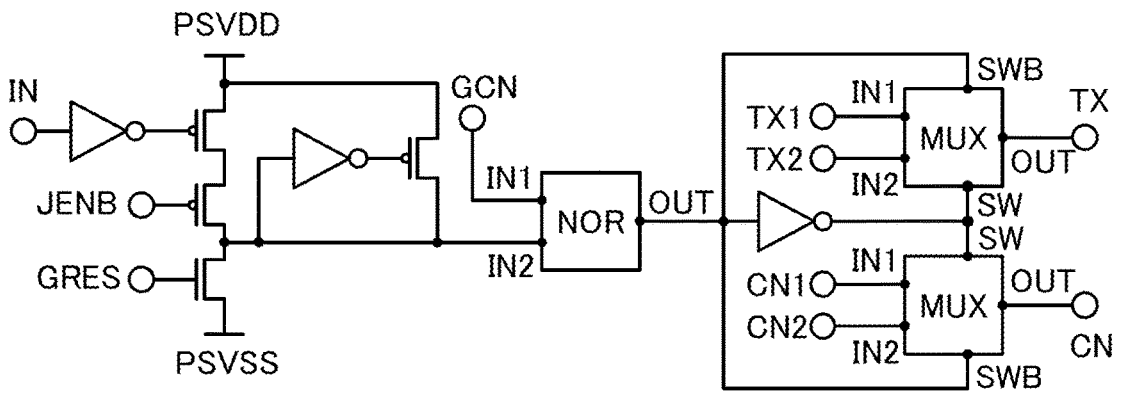 PSVDD
IN
GCN
SWB
IN1
TX
TX1
MUX
TX2
OUT
IN2
IN1
JENB
OUT
SW
NOR
SW
IN2
IN1
GRES
OUT
CN1
MUX
CN2
IN2
CN
PSVSS
SWB